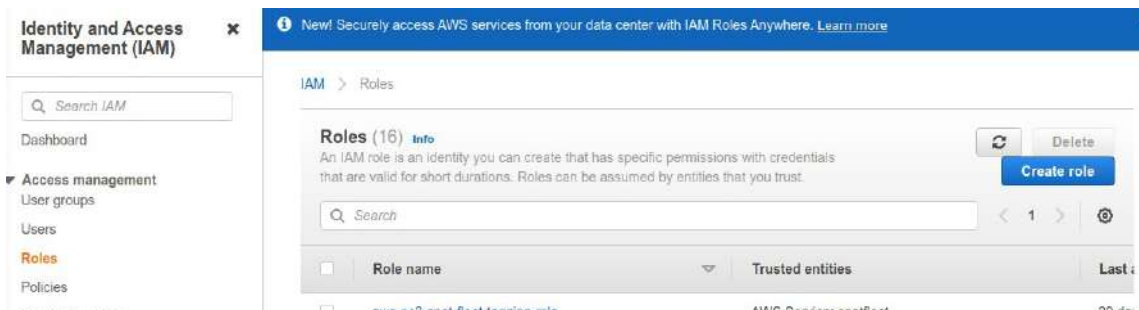 Identity and Access Management (IAM)
Search IAM
Dashboard
Access management
User groups
Users
Roles
Policies
New! Securely access AWS services from your data center with IAM Roles Anywhere. Learn more
IAM > Roles
Roles (16) Info
An IAM role is an identity you can create that has specific permissions with credentials
that are valid for short durations. Roles can be assumed by entities that you trust.
Delete
Create role
Search
1
Role name
Trusted entities
Last